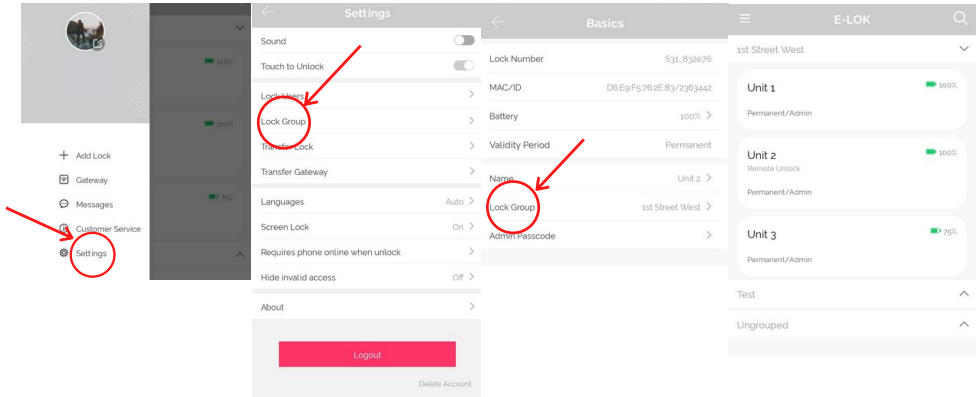 100%
100%
75%
Add Lock
Gateway
Messages
Customer Service
Settings
Settings
Sound
Touch to Unlock
Lock Users
Lock Group
Transfer Lock
Transfer Gateway
Languages Auto
Screen Lock On
Requires phone online when unlock
Hide invalid access Off
About
Logout
Delete Account
Basics
Lock Number S31_832e76
MAC/ID D6:E9:F5:76:2E:83/2363442
Battery 100%
Validity Period Permanent
Name Unit 2
Lock Group 1st Street West
Admin Passcode
E-LOK
1st Street West
Unit 1 100%
Permanent/Admin
Unit 2 100%
Remote Unlock
Permanent/Admin
Unit 3 75%
Permanent/Admin
Test
Ungrouped